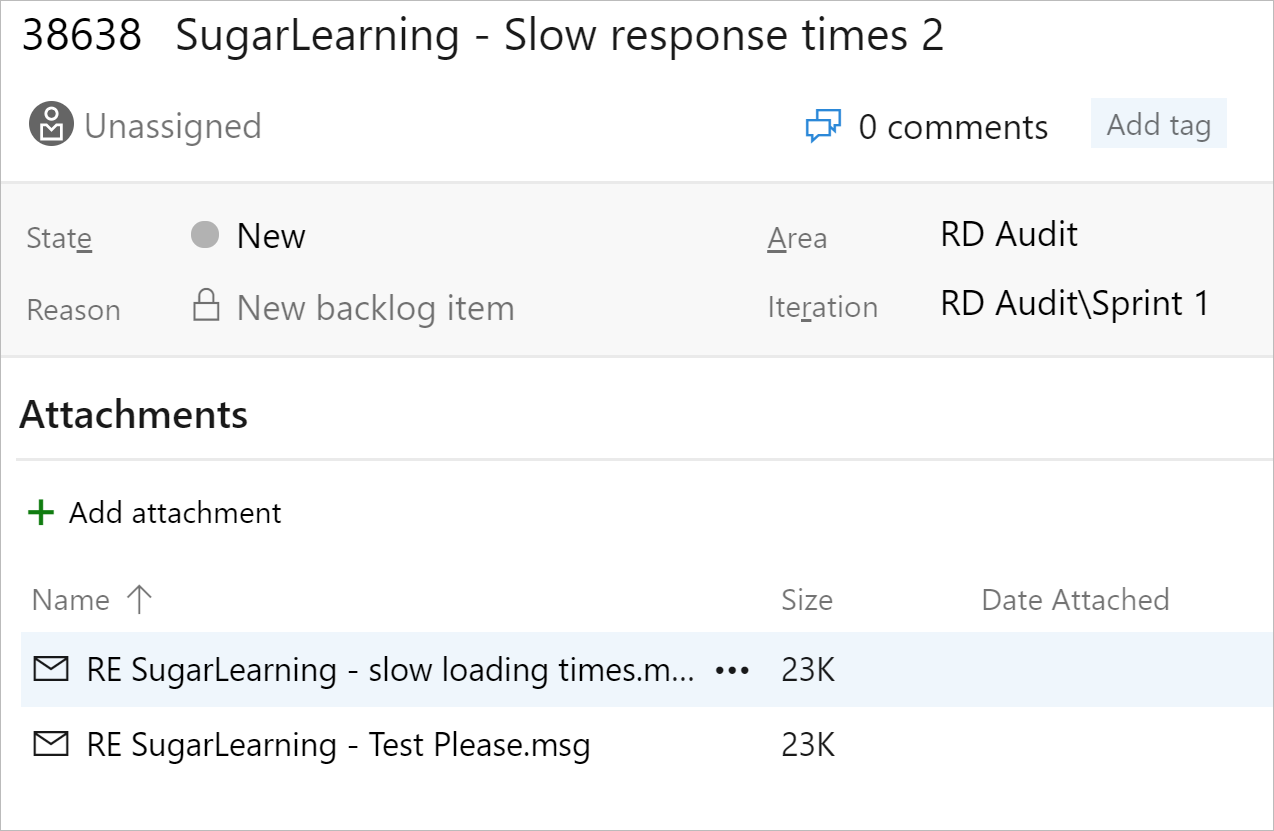 38638 SugarLearning - Slow response times 2
Unassigned 0 comments Add tag
State New Area RD Audit
Reason New backlog item Iteration RD Audit\Sprint 1
Attachments
+ Add attachment
Name ↑ Size Date Attached
RE SugarLearning - slow loading times.m... ••• 23K
RE SugarLearning - Test Please.msg 23K